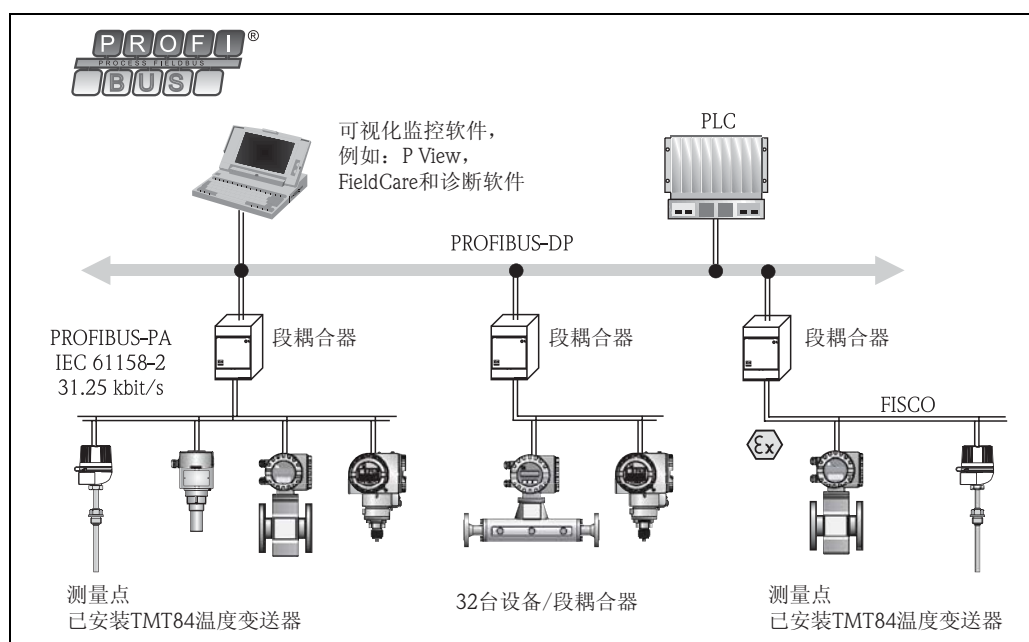 PROFI®
PROCESS FIELDBUS
BUS
可视化监控软件，
例如：P View，
FieldCare和诊断软件
PLC
PROFIBUS-DP
PROFIBUS-PA
IEC 61158-2
31.25 kbit/s
段耦合器
段耦合器
段耦合器
FISCO
Ex
测量点
已安装TMT84温度变送器
32台设备/段耦合器
测量点
已安装TMT84温度变送器